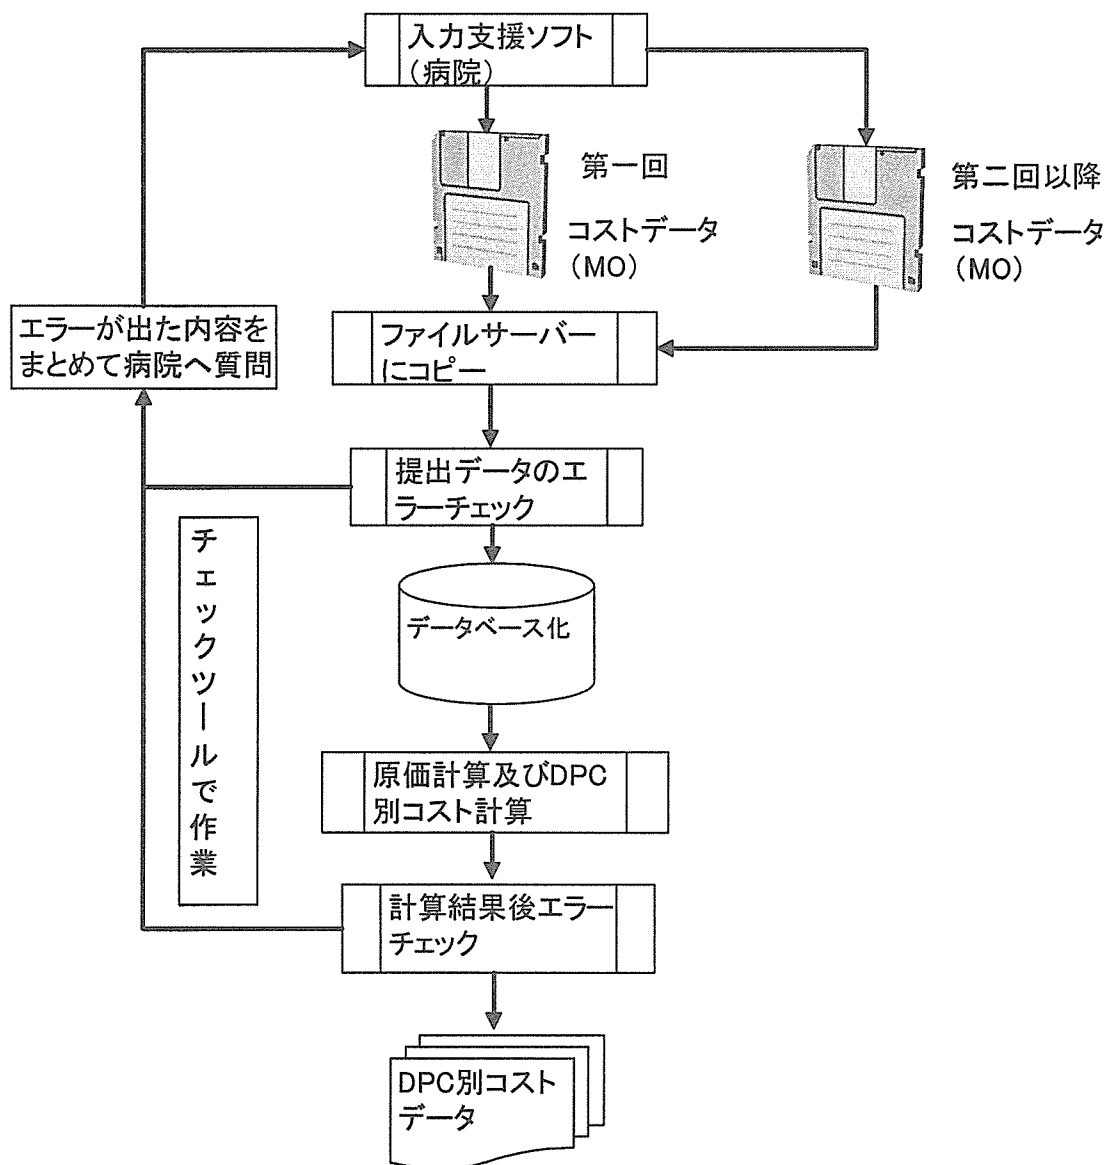 入力支援ソフト
(病院)
第一回
コストデータ
(MO)
第二回以降
コストデータ
(MO)
エラーが出た内容を
まとめて病院へ質問
ファイルサーバー
にコピー
提出データのエ
ラーチェック
チェックツールで作業
データベース化
原価計算及びDPC
別コスト計算
計算結果後エラー
チェック
DPC別コスト
データ